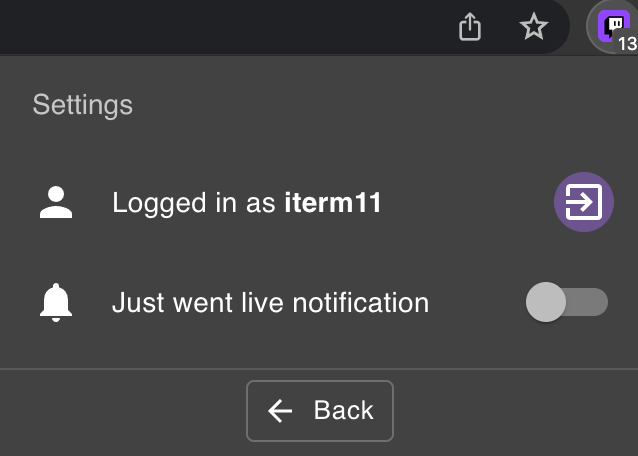 13
Settings
Logged in as iterm11
Just went live notification
Back